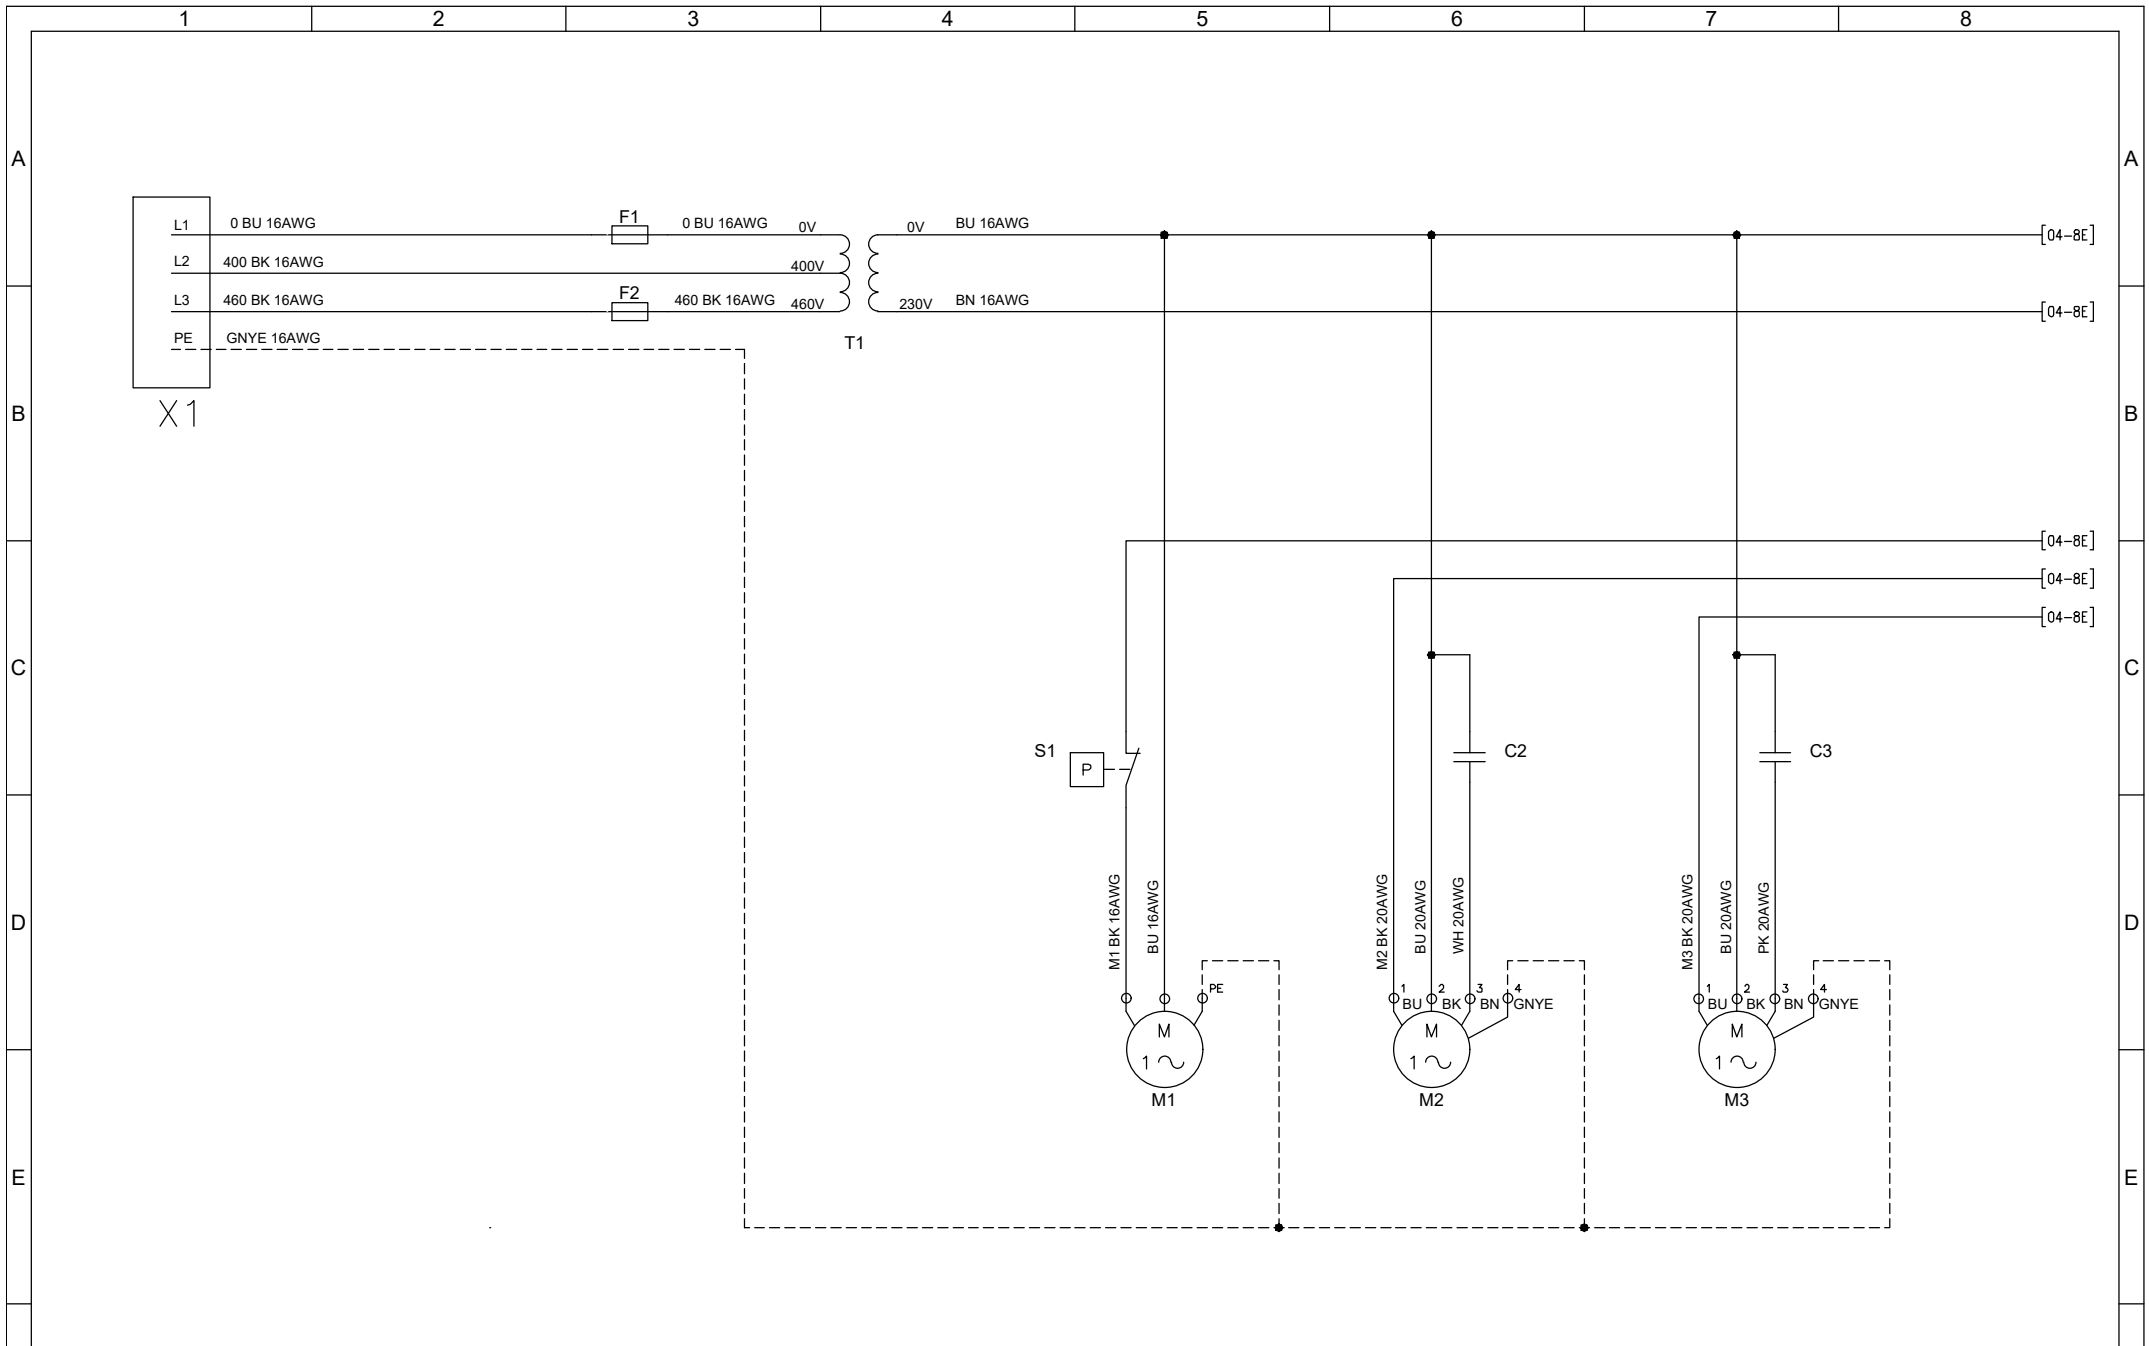 1 2 3 4 5 6 7 8
A A
L1 0 BU 16AWG F1 0 BU 16AWG 0V 0V BU 16AWG [04-8E]
L2 400 BK 16AWG 400V
L3 460 BK 16AWG F2 460 BK 16AWG 460V 230V BN 16AWG [04-8E]
PE GNYE 16AWG T1
X1
B B
[04-8E]
[04-8E]
[04-8E]
C C
S1 P C2 C3
M1 BK 16AWG
BU 16AWG
M2 BK 20AWG
BU 20AWG
WH 20AWG
M3 BK 20AWG
BU 20AWG
PK 20AWG
D D
PE 1 2 3 4 1 2 3 4
BU BK BN GNYE BU BK BN GNYE
M M M
1 1 1
M1 M2 M3
E E